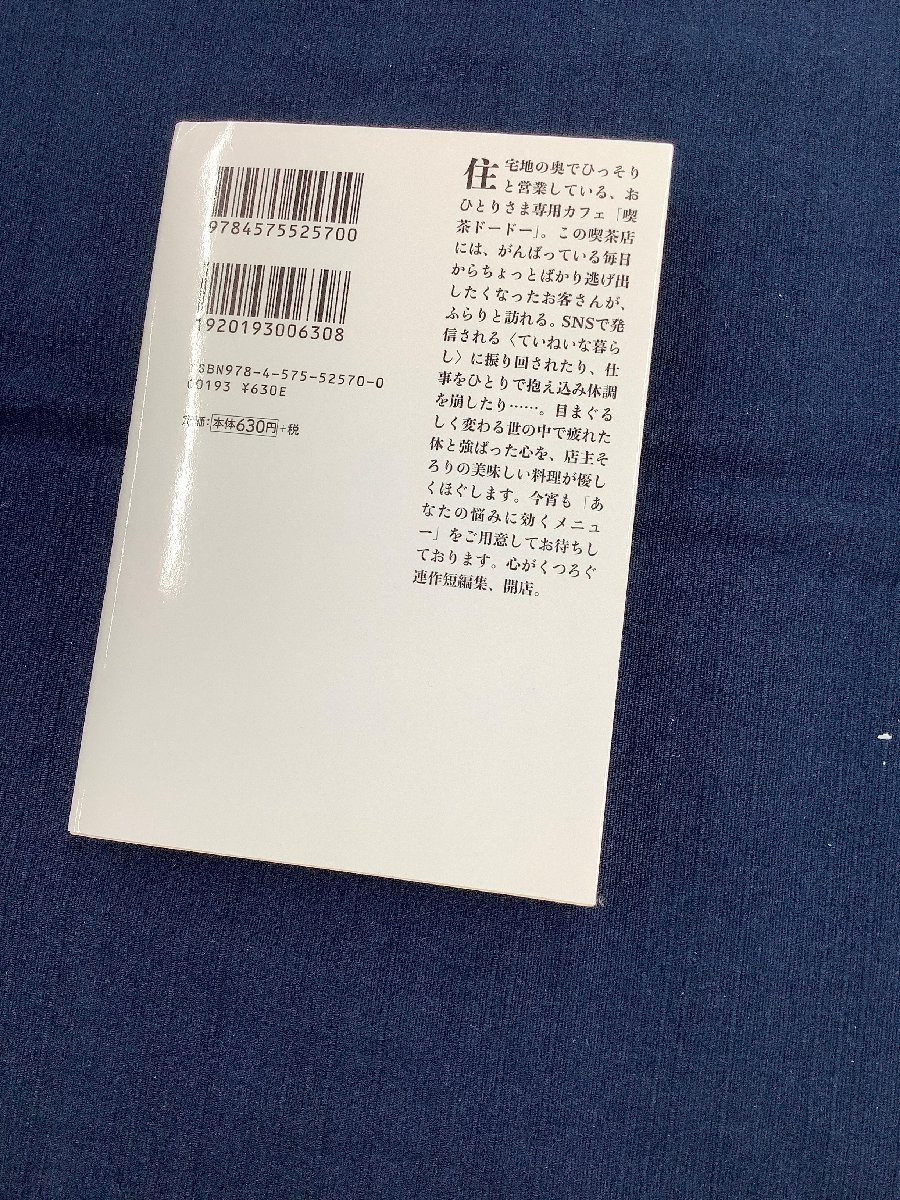 9784575525700
1920193006308
ISBN978-4-575-52570-0
C0193 ¥630E
定価:本体630円+税
住宅地の奥でひっそり
と営業している、お
ひとりさま専用カフェ「喫
茶ドードー」。この喫茶店
には、がんばっている毎日
からちょっとばかり逃げ出
したくなったお客さんが、
ふらりと訪れる。SNSで発
信される〈ていねいな暮ら
し〉に振り回されたり、仕
事をひとりで抱え込み体調
を崩したり……。目まぐる
しく変わる世の中で疲れた
体と強ばった心を、店主そ
ろりの美味しい料理が優し
くほぐします。今宵も「あ
なたの悩みに効くメニュ
ー」をご用意してお待ちし
ております。心がくつろぐ
連作短編集、開店。